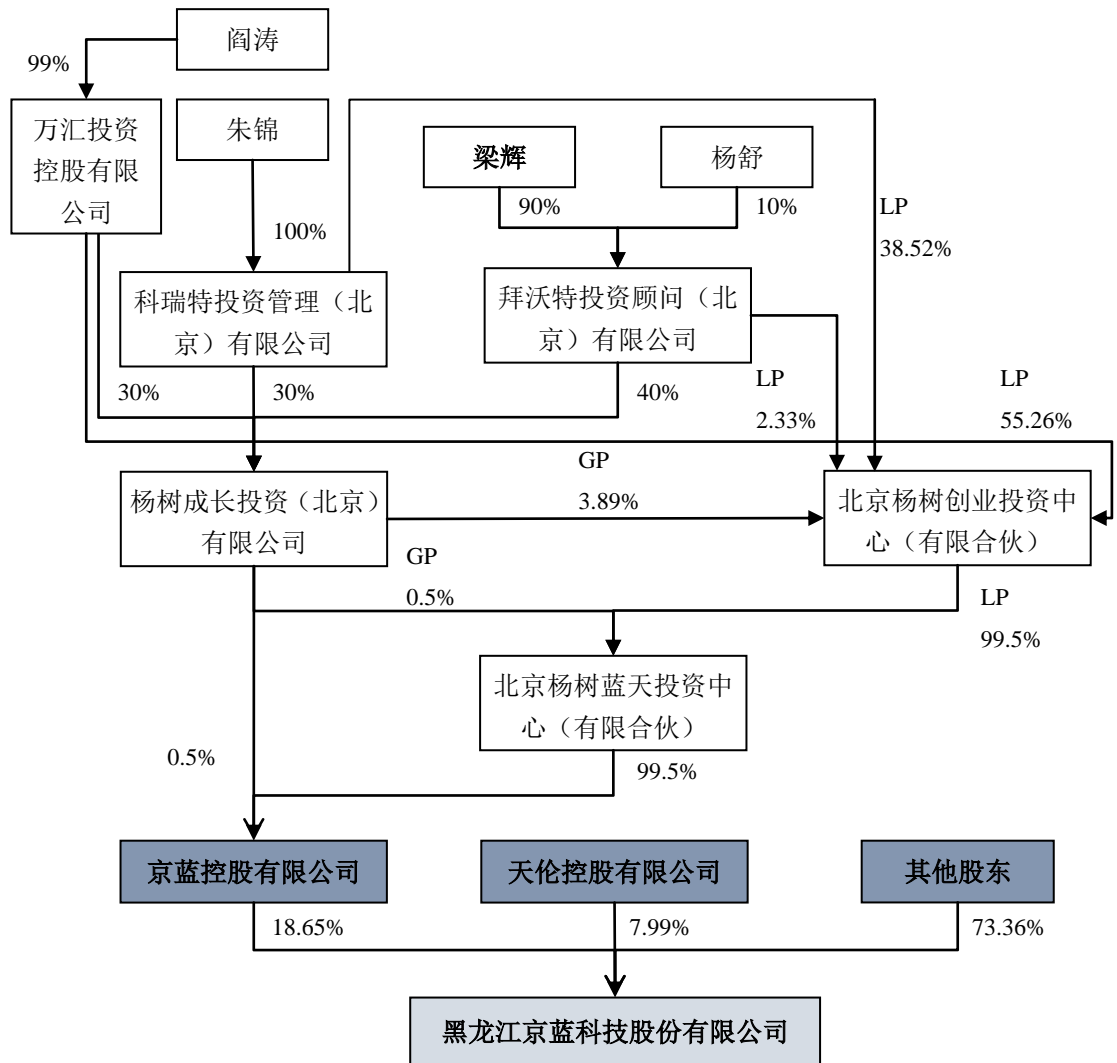 阎涛
99%
万汇投资
控股有限
公司
朱锦
梁辉
杨舒
90%
10%
LP
38.52%
100%
科瑞特投资管理（北
京）有限公司
拜沃特投资顾问（北
京）有限公司
30%
30%
40%
LP
2.33%
LP
55.26%
GP
3.89%
杨树成长投资（北京）
有限公司
北京杨树创业投资中
心（有限合伙）
GP
0.5%
LP
99.5%
北京杨树蓝天投资中
心（有限合伙）
0.5%
99.5%
京蓝控股有限公司
天伦控股有限公司
其他股东
18.65%
7.99%
73.36%
黑龙江京蓝科技股份有限公司